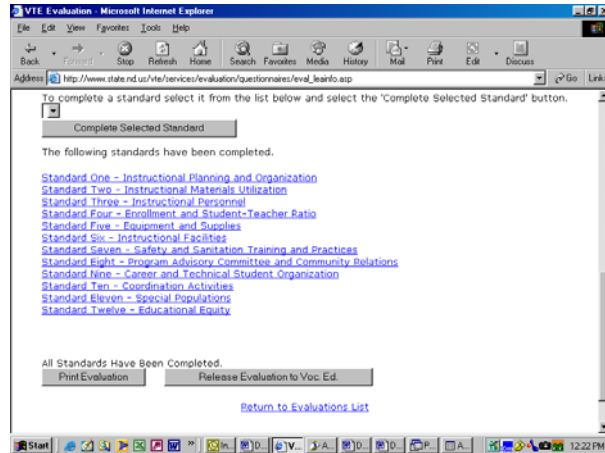 VTE Evaluation - Microsoft Internet Explorer
File Edit View Favorites Tools Help
Back Forward Stop Refresh Home Search Favorites Media History Mail Print Edit Discuss
Address http://www.state.nd.us/vte/services/evaluation/questionnaires/eval_leainfo.asp Go Links
To complete a standard select it from the list below and select the 'Complete Selected Standard' button.
Complete Selected Standard
The following standards have been completed.
Standard One - Instructional Planning and Organization
Standard Two - Instructional Materials Utilization
Standard Three - Instructional Personnel
Standard Four - Enrollment and Student-Teacher Ratio
Standard Five - Equipment and Supplies
Standard Six - Instructional Facilities
Standard Seven - Safety and Sanitation Training and Practices
Standard Eight - Program Advisory Committee and Community Relations
Standard Nine - Career and Technical Student Organization
Standard Ten - Coordination Activities
Standard Eleven - Special Populations
Standard Twelve - Educational Equity
All Standards Have Been Completed.
Print Evaluation Release Evaluation to Voc. Ed.
Return to Evaluations List
Start In... D... V... A... D... D... P... A... 12:22 PM